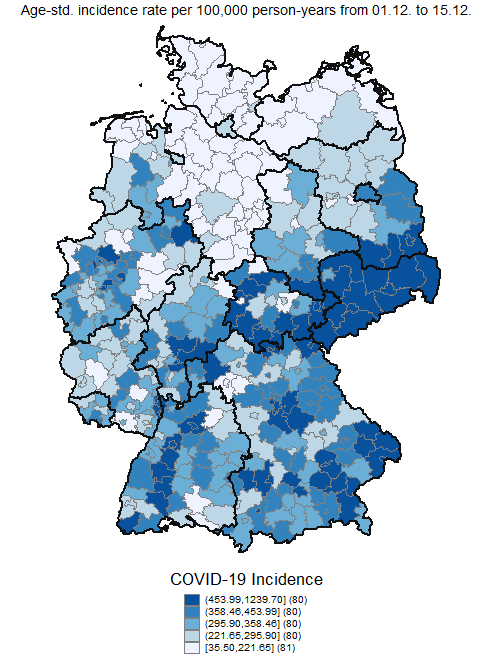 Age-std. incidence rate per 100,000 person-years from 01.12. to 15.12.
COVID-19 Incidence
(453.99,1239.70] (80)
(358.46,453.99] (80)
(295.90,358.46] (80)
(221.65,295.90] (80)
[35.50,221.65] (81)